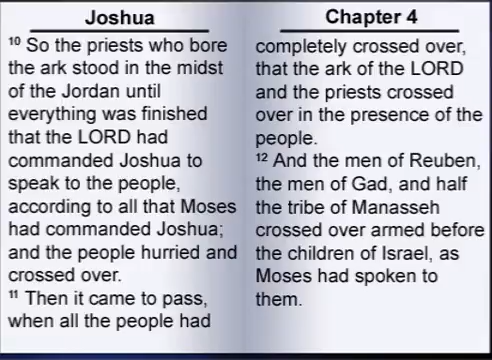 Joshua
¹⁰ So the priests who bore
the ark stood in the midst
of the Jordan until
everything was finished
that the LORD had
commanded Joshua to
speak to the people,
according to all that Moses
had commanded Joshua;
and the people hurried and
crossed over.
¹¹ Then it came to pass,
when all the people had
Chapter 4
completely crossed over,
that the ark of the LORD
and the priests crossed
over in the presence of the
people.
¹² And the men of Reuben,
the men of Gad, and half
the tribe of Manasseh
crossed over armed before
the children of Israel, as
Moses had spoken to
them.